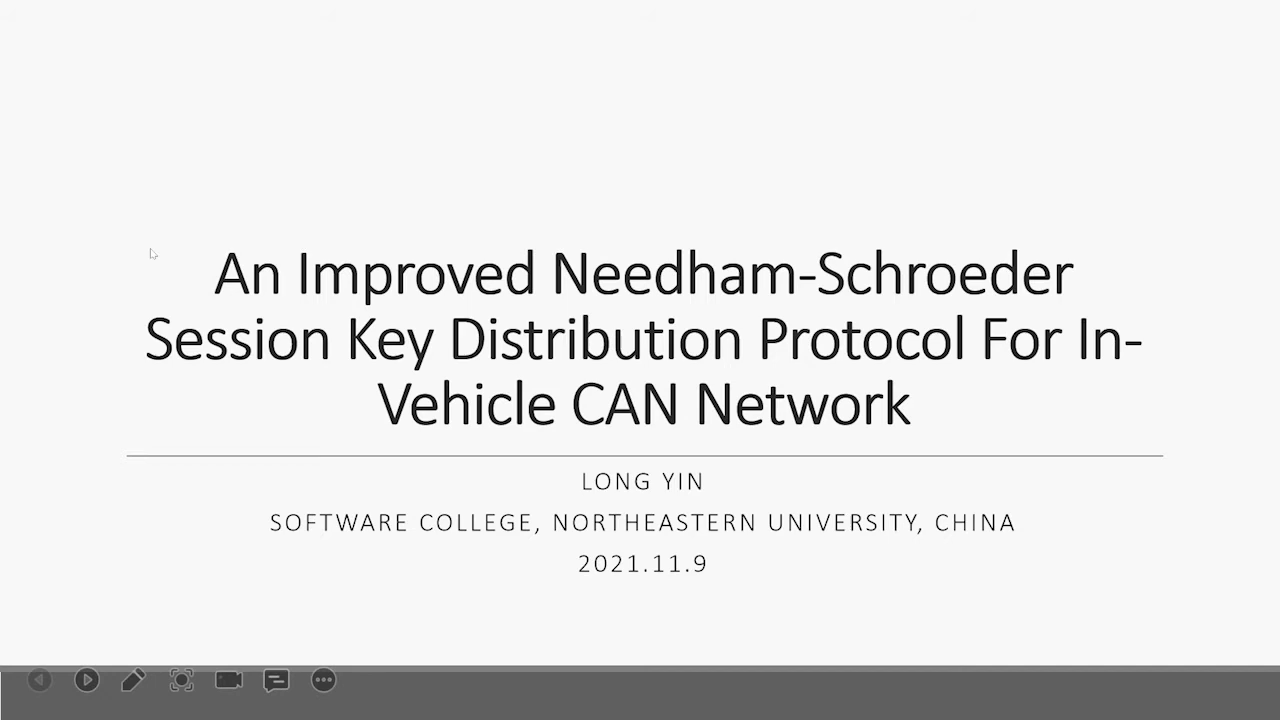 An Improved Needham-Schroeder
Session Key Distribution Protocol For In-
Vehicle CAN Network
LONG YIN
SOFTWARE COLLEGE, NORTHEASTERN UNIVERSITY, CHINA
2021.11.9